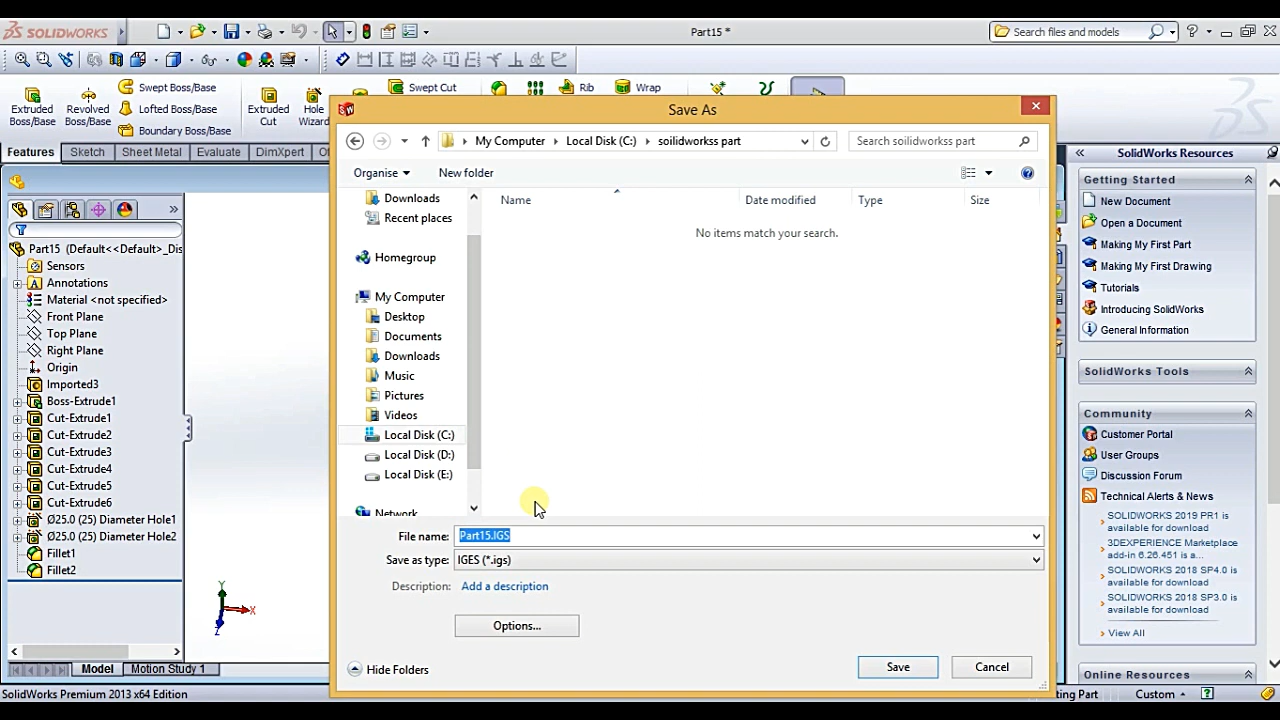 SOLIDWORKS
Part15 *
Search files and models
Extruded
Boss/Base
Revolved
Boss/Base
Swept Boss/Base
Lofted Boss/Base
Boundary Boss/Base
Extruded
Cut
Hole
Wizard
Swept Cut
Rib
Wrap
Features
Sketch
Sheet Metal
Evaluate
DimXpert
Part15 (Default<<Default>_Dis
Sensors
Annotations
Material <not specified>
Front Plane
Top Plane
Right Plane
Origin
Imported3
Boss-Extrude1
Cut-Extrude1
Cut-Extrude2
Cut-Extrude3
Cut-Extrude4
Cut-Extrude5
Cut-Extrude6
Ø25.0 (25) Diameter Hole1
Ø25.0 (25) Diameter Hole2
Fillet1
Fillet2
Y
X
Z
Model
Motion Study 1
SolidWorks Premium 2013 x64 Edition
Save As
My Computer
Local Disk (C:)
soilidworkss part
Search soilidworkss part
Organise
New folder
Downloads
Recent places
Homegroup
My Computer
Desktop
Documents
Downloads
Music
Pictures
Videos
Local Disk (C:)
Local Disk (D:)
Local Disk (E:)
Network
Name
Date modified
Type
Size
No items match your search.
File name:
Part15.IGS
Save as type:
IGES (*.igs)
Description:
Add a description
Options...
Hide Folders
Save
Cancel
SolidWorks Resources
Getting Started
New Document
Open a Document
Making My First Part
Making My First Drawing
Tutorials
Introducing SolidWorks
General Information
SolidWorks Tools
Community
Customer Portal
User Groups
Discussion Forum
Technical Alerts & News
SOLIDWORKS 2019 PR1 is
available for download
3DEXPERIENCE Marketplace
add-in 6.26.451 is a...
SOLIDWORKS 2018 SP4.0 is
available for download
SOLIDWORKS 2018 SP3.0 is
available for download
View All
Online Resources
Part
Custom